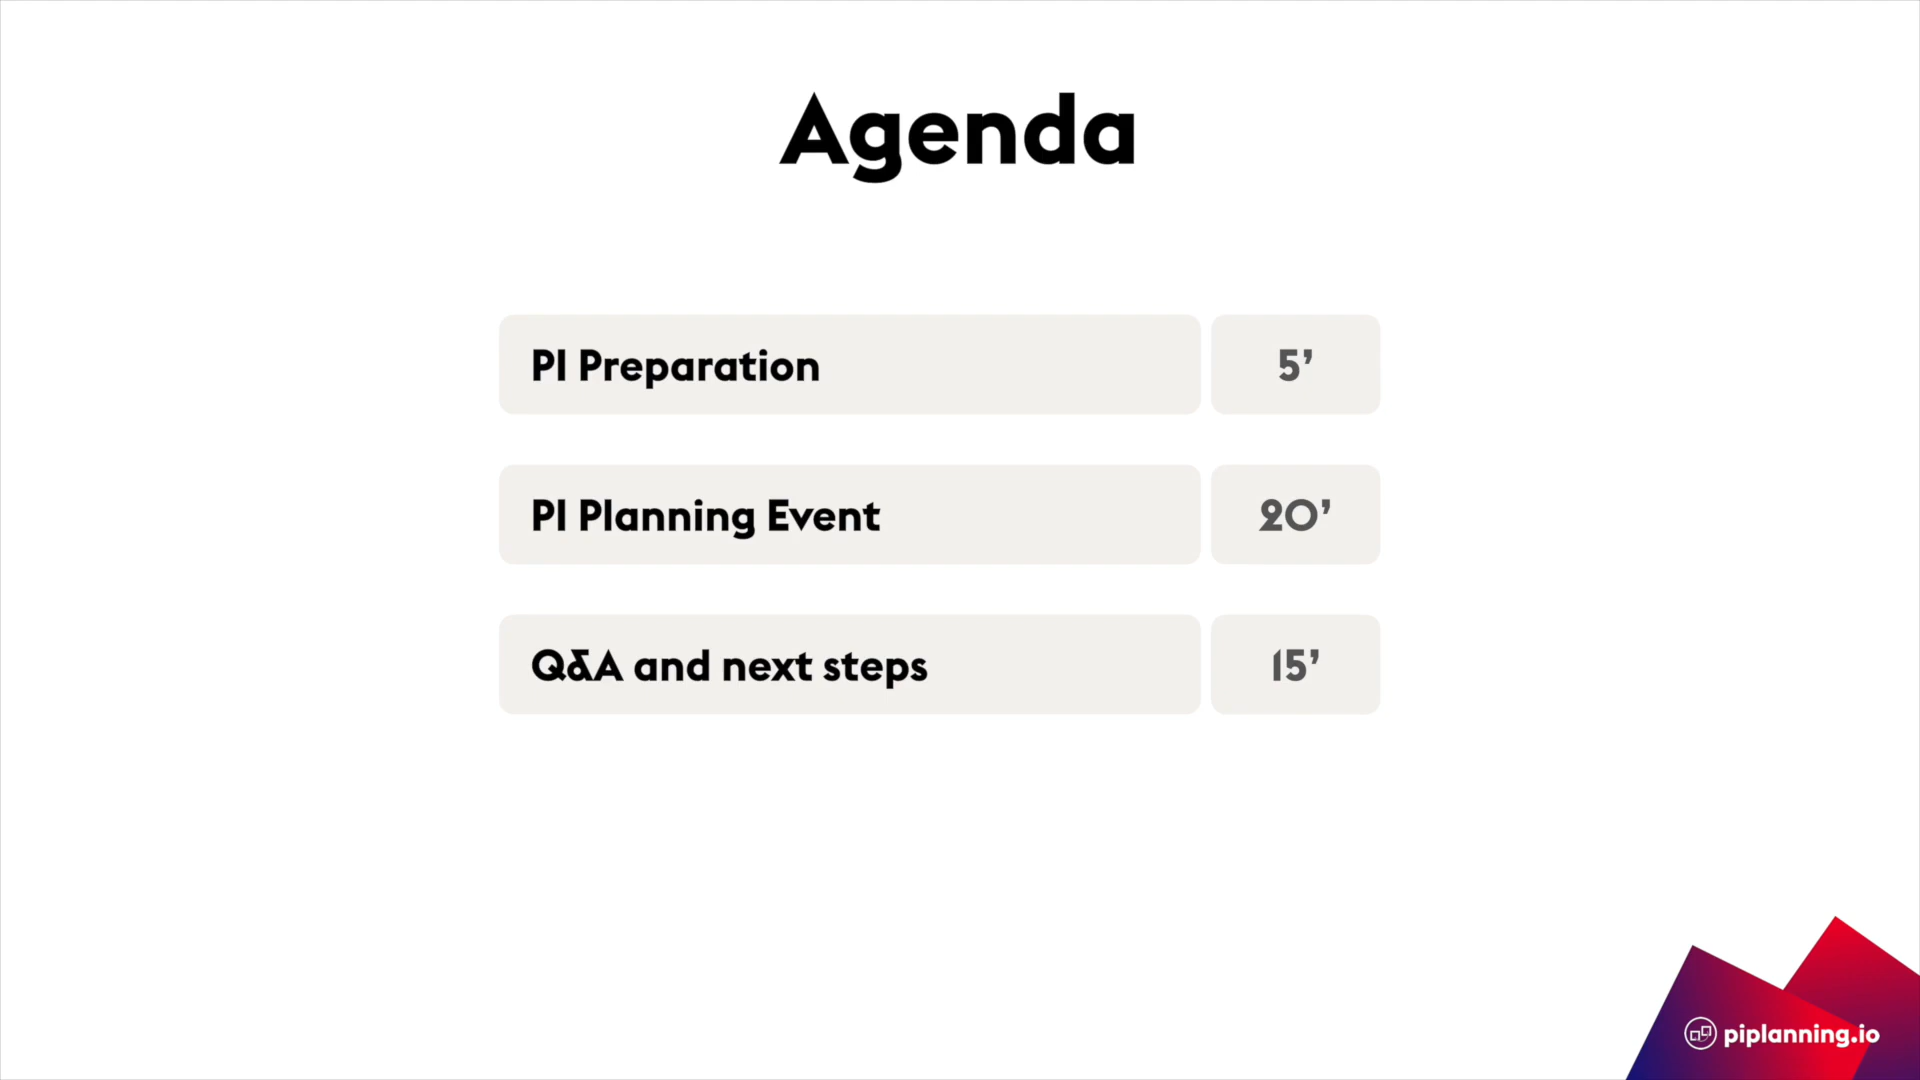 Agenda
PI Preparation
5’
PI Planning Event
20’
Q&A and next steps
15’
piplanning.io